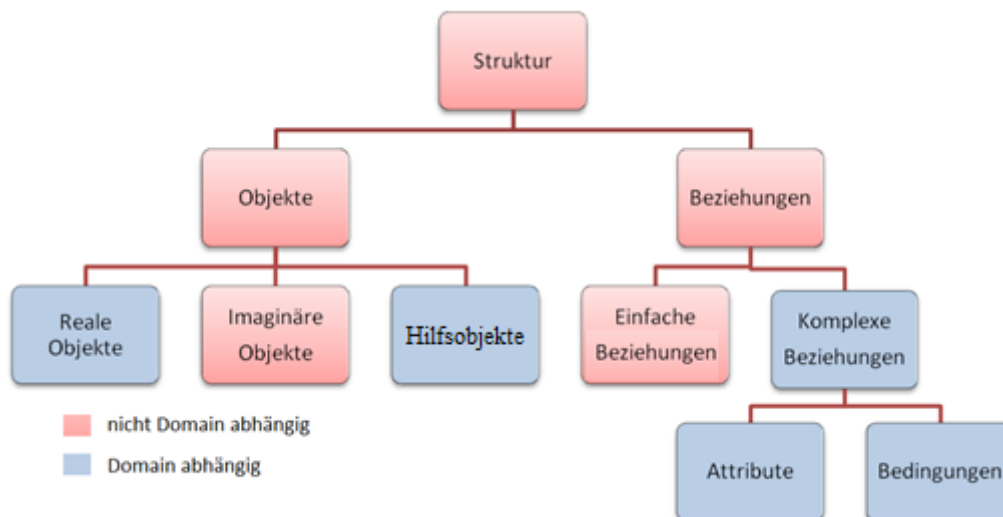 Struktur
Objekte
Beziehungen
Reale
Objekte
Imaginäre
Objekte
Hilfsobjekte
Einfache
Beziehungen
Komplexe
Beziehungen
nicht Domain abhängig
Domain abhängig
Attribute
Bedingungen